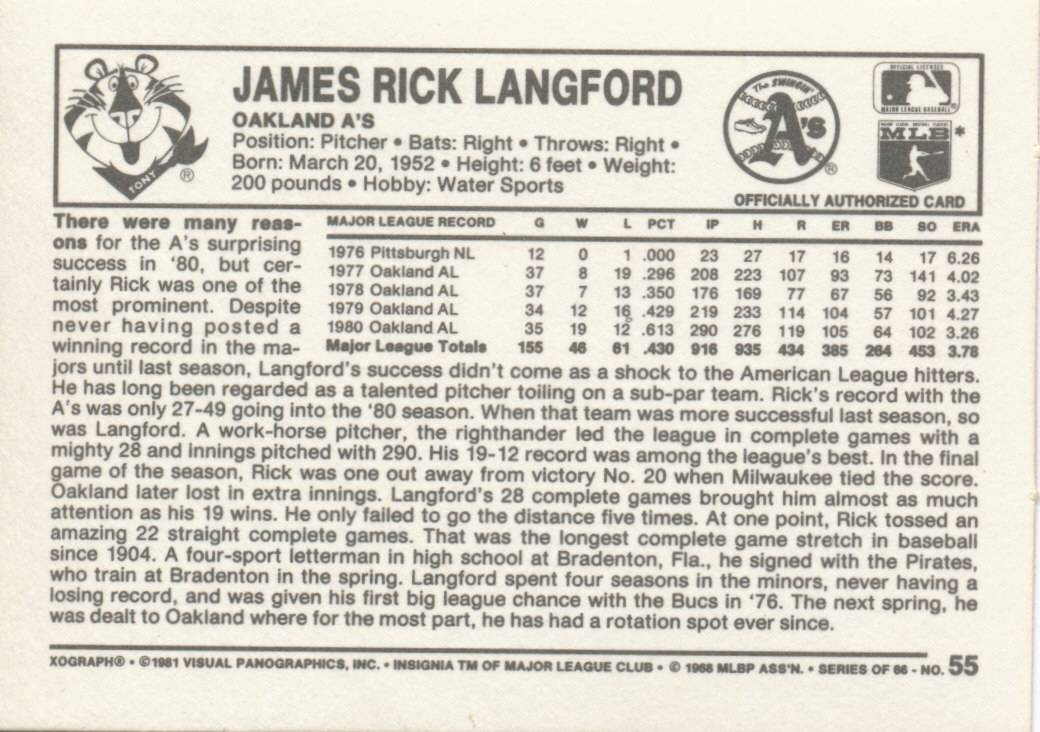 JAMES RICK LANGFORD
OAKLAND A'S
Position: Pitcher • Bats: Right • Throws: Right •
Born: March 20, 1952 • Height: 6 feet • Weight:
200 pounds • Hobby: Water Sports
TONY ®
The SWINGIN' A's ®
OFFICIAL LICENSEE
MAJOR LEAGUE BASEBALL®
MAJOR LEAGUE BASEBALL PLAYERS
MLB*
OFFICIALLY AUTHORIZED CARD
MAJOR LEAGUE RECORD G W L PCT IP H R ER BB SO ERA
1976 Pittsburgh NL 12 0 1 .000 23 27 17 16 14 17 6.26
1977 Oakland AL 37 8 19 .296 208 223 107 93 73 141 4.02
1978 Oakland AL 37 7 13 .350 176 169 77 67 56 92 3.43
1979 Oakland AL 34 12 16 .429 219 233 114 104 57 101 4.27
1980 Oakland AL 35 19 12 .613 290 276 119 105 64 102 3.26
Major League Totals 155 46 61 .430 916 935 434 385 264 453 3.78
There were many reas-
ons for the A's surprising
success in '80, but cer-
tainly Rick was one of the
most prominent. Despite
never having posted a
winning record in the ma-
jors until last season, Langford's success didn't come as a shock to the American League hitters.
He has long been regarded as a talented pitcher toiling on a sub-par team. Rick's record with the
A's was only 27-49 going into the '80 season. When that team was more successful last season, so
was Langford. A work-horse pitcher, the righthander led the league in complete games with a
mighty 28 and innings pitched with 290. His 19-12 record was among the league's best. In the final
game of the season, Rick was one out away from victory No. 20 when Milwaukee tied the score.
Oakland later lost in extra innings. Langford's 28 complete games brought him almost as much
attention as his 19 wins. He only failed to go the distance five times. At one point, Rick tossed an
amazing 22 straight complete games. That was the longest complete game stretch in baseball
since 1904. A four-sport letterman in high school at Bradenton, Fla., he signed with the Pirates,
who train at Bradenton in the spring. Langford spent four seasons in the minors, never having a
losing record, and was given his first big league chance with the Bucs in '76. The next spring, he
was dealt to Oakland where for the most part, he has had a rotation spot ever since.
XOGRAPH® • ©1981 VISUAL PANOGRAPHICS, INC. • INSIGNIA TM OF MAJOR LEAGUE CLUB • © 1968 MLBP ASS'N. • SERIES OF 66 - NO. 55